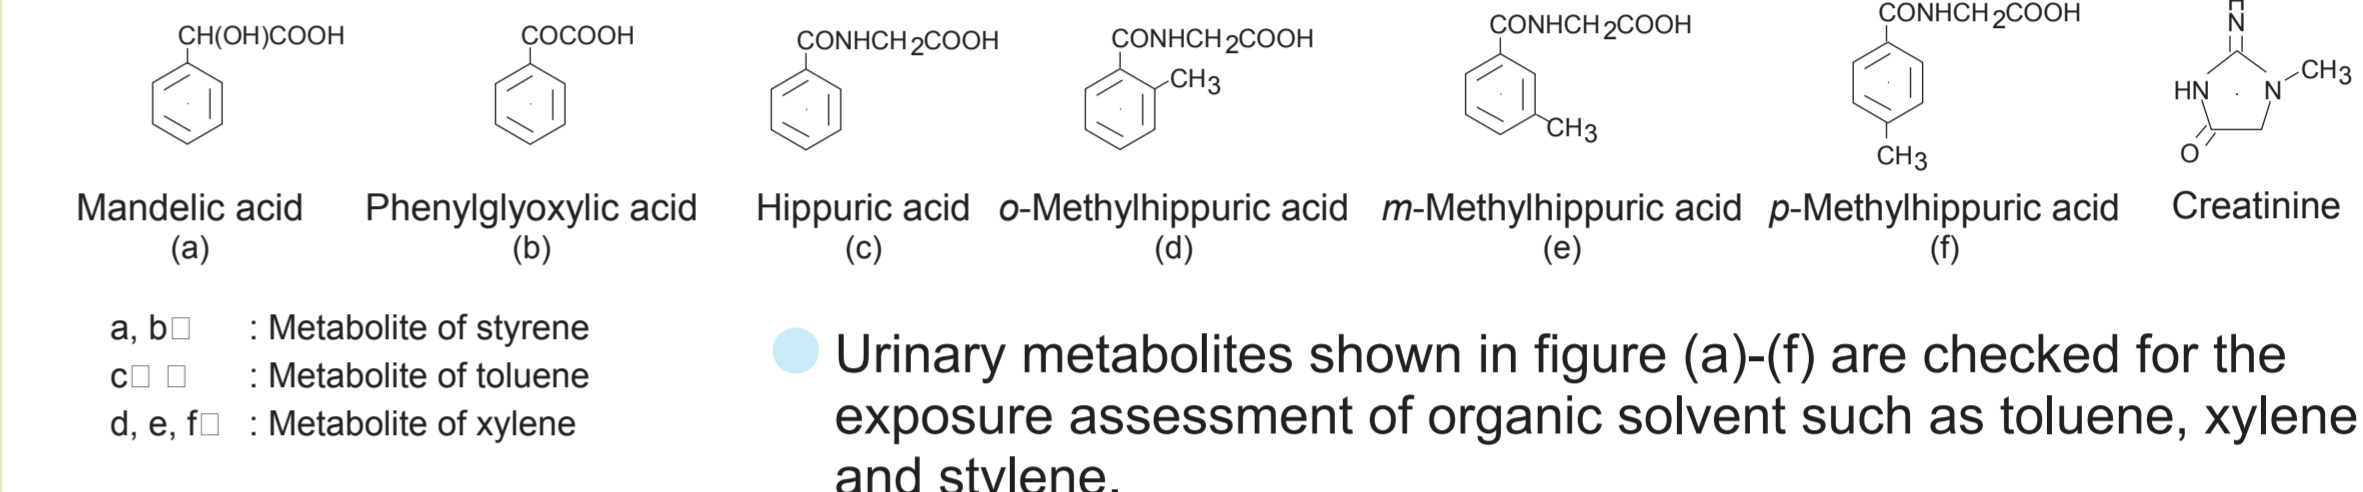 CH(OH)COOH
COCOOH
CONHCH2COOH
CONHCH2COOH
CH3
CONHCH2COOH
CH3
CONHCH2COOH
CH3
H
N
HN
N
CH3
O
Mandelic acid
(a)
Phenylglyoxylic acid
(b)
Hippuric acid
(c)
o-Methylhippuric acid
(d)
m-Methylhippuric acid
(e)
p-Methylhippuric acid
(f)
Creatinine
a, b□ : Metabolite of styrene
c□ □ : Metabolite of toluene
d, e, f□ : Metabolite of xylene
Urinary metabolites shown in figure (a)-(f) are checked for the
exposure assessment of organic solvent such as toluene, xylene
and stylene.